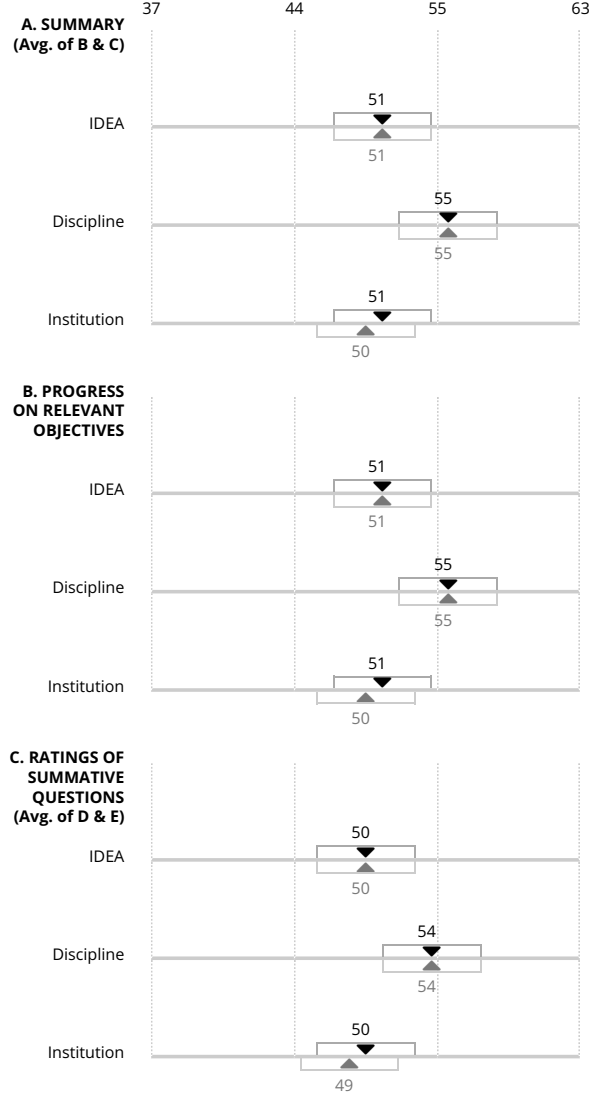 37 44 55 63
A. SUMMARY
(Avg. of B & C)
51
IDEA
51
55
Discipline
55
51
Institution
50
B. PROGRESS
ON RELEVANT
OBJECTIVES
51
IDEA
51
55
Discipline
55
51
Institution
50
C. RATINGS OF
SUMMATIVE
QUESTIONS
(Avg. of D & E)
50
IDEA
50
54
Discipline
54
50
Institution
49